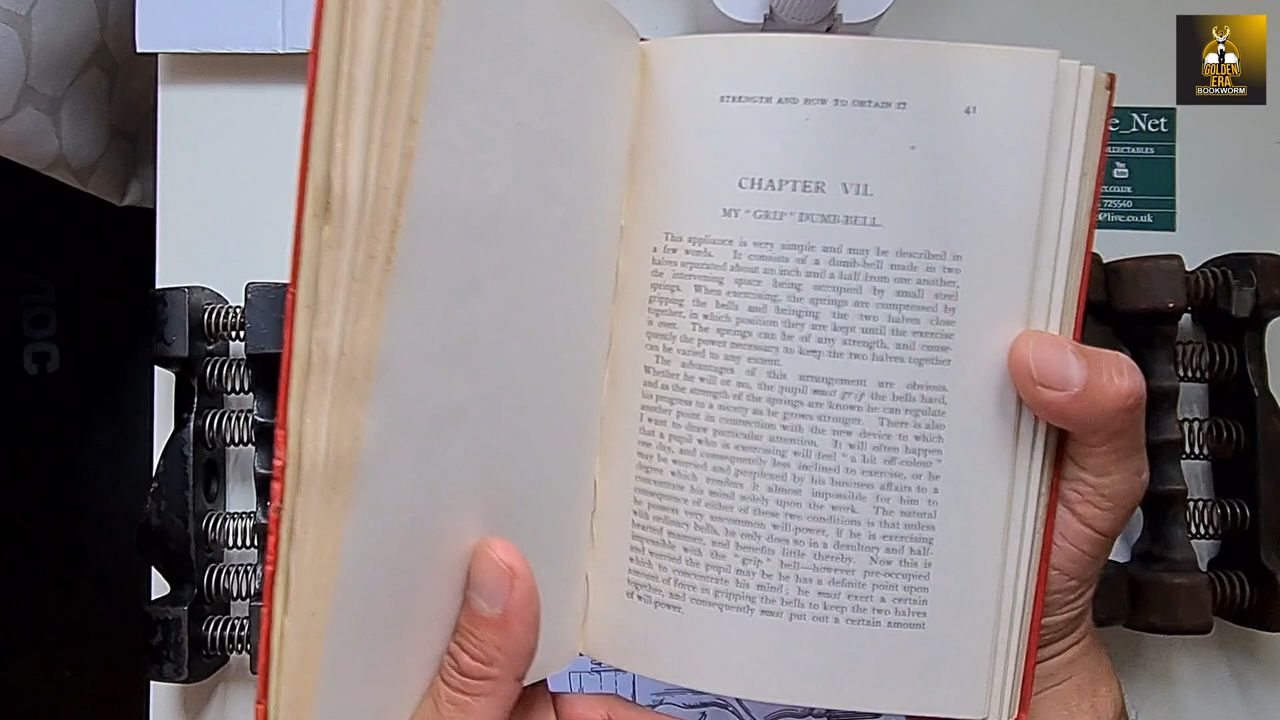 GOLDEN
ERA
BOOKWORM
STRENGTH AND HOW TO OBTAIN IT 41
e_Net
LLECTABLES
You
Tube
CT.CO.UK
725540
@live.co.uk
CHAPTER VII.
MY "GRIP" DUMB-BELL.
This appliance is very simple and may be described in
a few words. It consists of a dumb-bell made in two
halves separated about an inch and a half from one another,
the intervening space being occupied by small steel
springs. When exercising, the springs are compressed by
gripping the bells and bringing the two halves close
together, in which position they are kept until the exercise
is over. The springs can be of any strength, and conse-
quently the power necessary to keep the two halves together
can be varied to any extent.
The advantages of this arrangement are obvious.
Whether he will or no, the pupil must grip the bells hard,
and as the strength of the springs are known he can regulate
his progress to a nicety as he grows stronger. There is also
another point in connection with the new device to which
I want to draw particular attention. It will often happen
that a pupil who is exercising will feel "a bit off-colour"
one day, and consequently less inclined to exercise, or he
may be worried and perplexed by his business affairs to a
degree which renders it almost impossible for him to
concentrate his mind solely upon the work. The natural
consequence of either of these two conditions is that unless
he possess very uncommon will-power, if he is exercising
with ordinary bells, he only does so in a desultory and half-
hearted manner, and benefits little thereby. Now this is
impossible with the "grip" bell—however pre-occupied
and worried the pupil may be he has a definite point upon
which to concentrate his mind; he must exert a certain
amount of force in gripping the bells to keep the two halves
together, and consequently must put out a certain amount
of will-power.
AOC